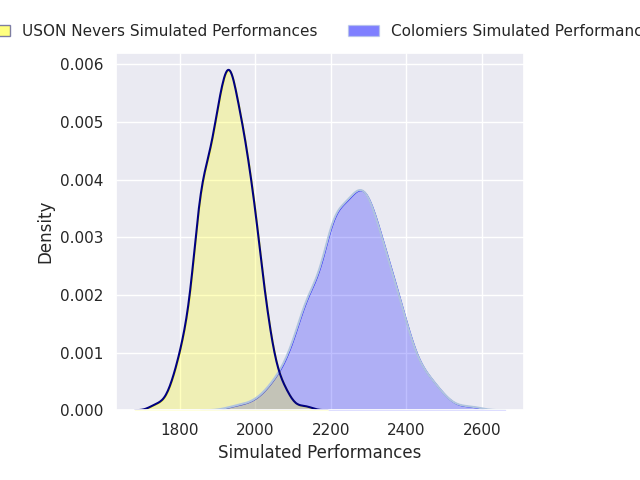 USON Nevers Simulated Performances
Colomiers Simulated Performanc
0.006
0.005
0.004
0.003
0.002
0.001
0.000
Density
1800 2000 2200 2400 2600
Simulated Performances